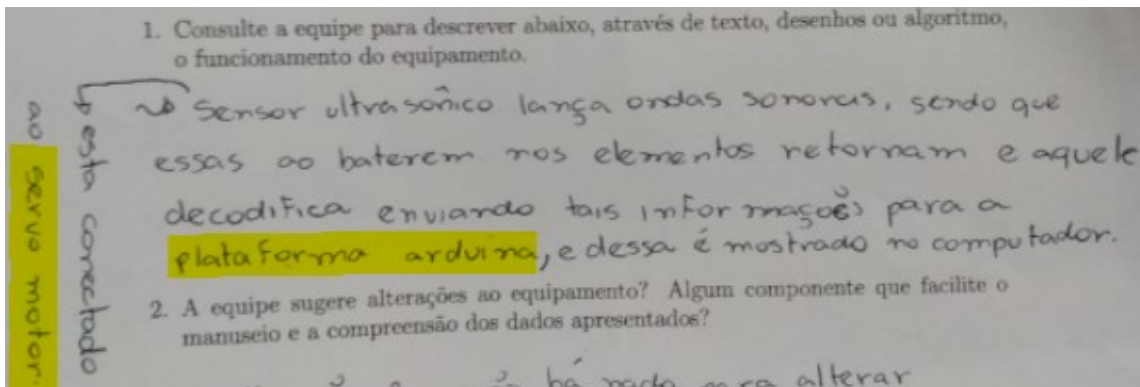 1. Consulte a equipe para descrever abaixo, através de texto, desenhos ou algoritmo,
o funcionamento do equipamento.
Sensor ultrasônico lança ondas sonoras, sendo que
essas ao baterem nos elementos retornam e aquele
decodifica enviando tais informações para a
plataforma arduina, e dessa é mostrado no computador.
está conectado
ao servo motor.
2. A equipe sugere alterações ao equipamento? Algum componente que facilite o
manuseio e a compreensão dos dados apresentados?
há nada para alterar